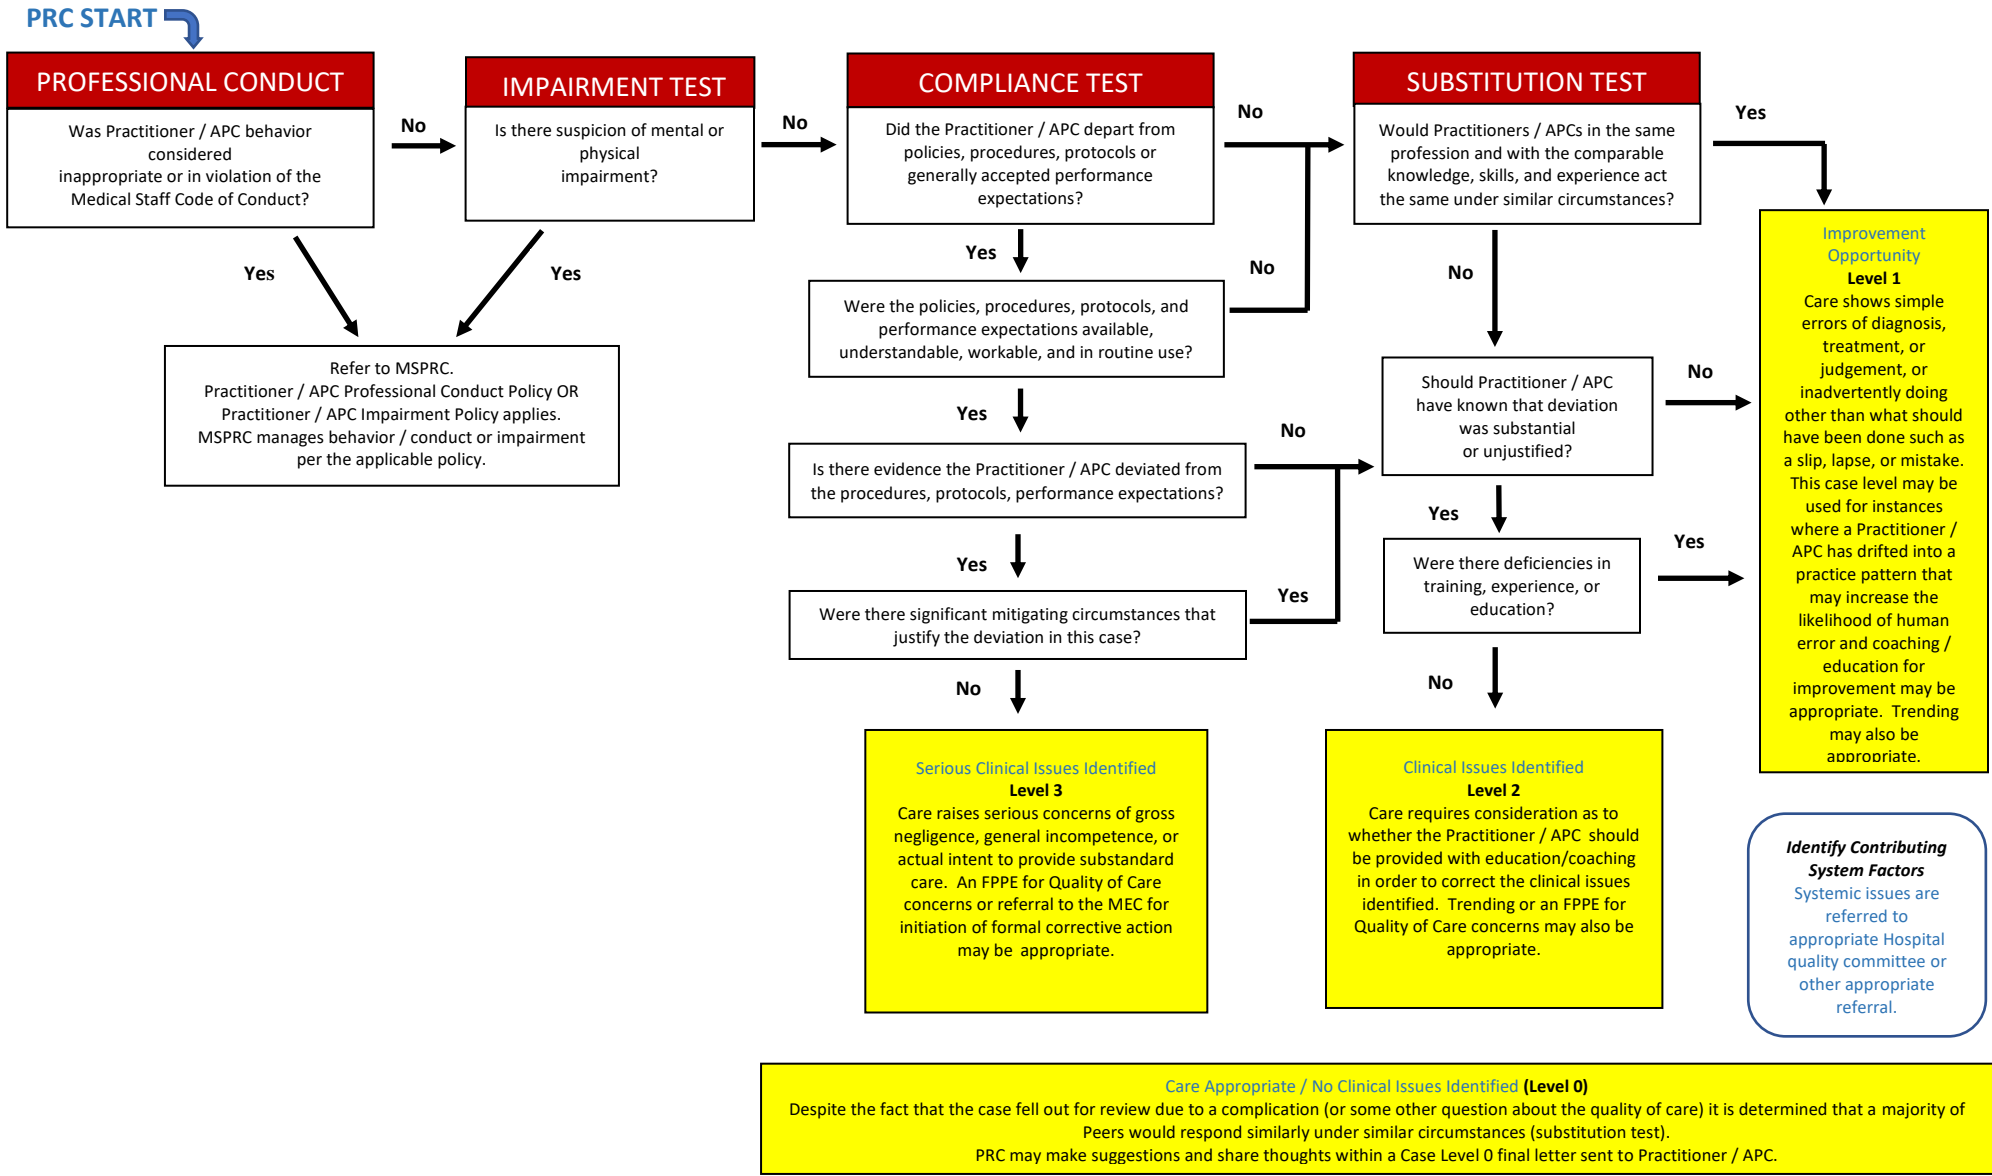 PRC START
PROFESSIONAL CONDUCT
Was Practitioner / APC behavior
considered
inappropriate or in violation of the
Medical Staff Code of Conduct?
No
Yes
IMPAIRMENT TEST
Is there suspicion of mental or
physical
impairment?
No
Yes
Refer to MSPRC.
Practitioner / APC Professional Conduct Policy OR
Practitioner / APC Impairment Policy applies.
MSPRC manages behavior / conduct or impairment
per the applicable policy.
COMPLIANCE TEST
Did the Practitioner / APC depart from
policies, procedures, protocols or
generally accepted performance
expectations?
No
Yes
Were the policies, procedures, protocols, and
performance expectations available,
understandable, workable, and in routine use?
No
Yes
Is there evidence the Practitioner / APC deviated from
the procedures, protocols, performance expectations?
No
Yes
Were there significant mitigating circumstances that
justify the deviation in this case?
Yes
No
Serious Clinical Issues Identified
Level 3
Care raises serious concerns of gross
negligence, general incompetence, or
actual intent to provide substandard
care. An FPPE for Quality of Care
concerns or referral to the MEC for
initiation of formal corrective action
may be appropriate.
SUBSTITUTION TEST
Would Practitioners / APCs in the same
profession and with the comparable
knowledge, skills, and experience act
the same under similar circumstances?
Yes
No
Should Practitioner / APC
have known that deviation
was substantial
or unjustified?
No
Yes
Were there deficiencies in
training, experience, or
education?
Yes
No
Clinical Issues Identified
Level 2
Care requires consideration as to
whether the Practitioner / APC should
be provided with education/coaching
in order to correct the clinical issues
identified. Trending or an FPPE for
Quality of Care concerns may also be
appropriate.
Improvement
Opportunity
Level 1
Care shows simple
errors of diagnosis,
treatment, or
judgement, or
inadvertently doing
other than what should
have been done such as
a slip, lapse, or mistake.
This case level may be
used for instances
where a Practitioner /
APC has drifted into a
practice pattern that
may increase the
likelihood of human
error and coaching /
education for
improvement may be
appropriate. Trending
may also be
appropriate.
Identify Contributing
System Factors
Systemic issues are
referred to
appropriate Hospital
quality committee or
other appropriate
referral.
Care Appropriate / No Clinical Issues Identified (Level 0)
Despite the fact that the case fell out for review due to a complication (or some other question about the quality of care) it is determined that a majority of
Peers would respond similarly under similar circumstances (substitution test).
PRC may make suggestions and share thoughts within a Case Level 0 final letter sent to Practitioner / APC.